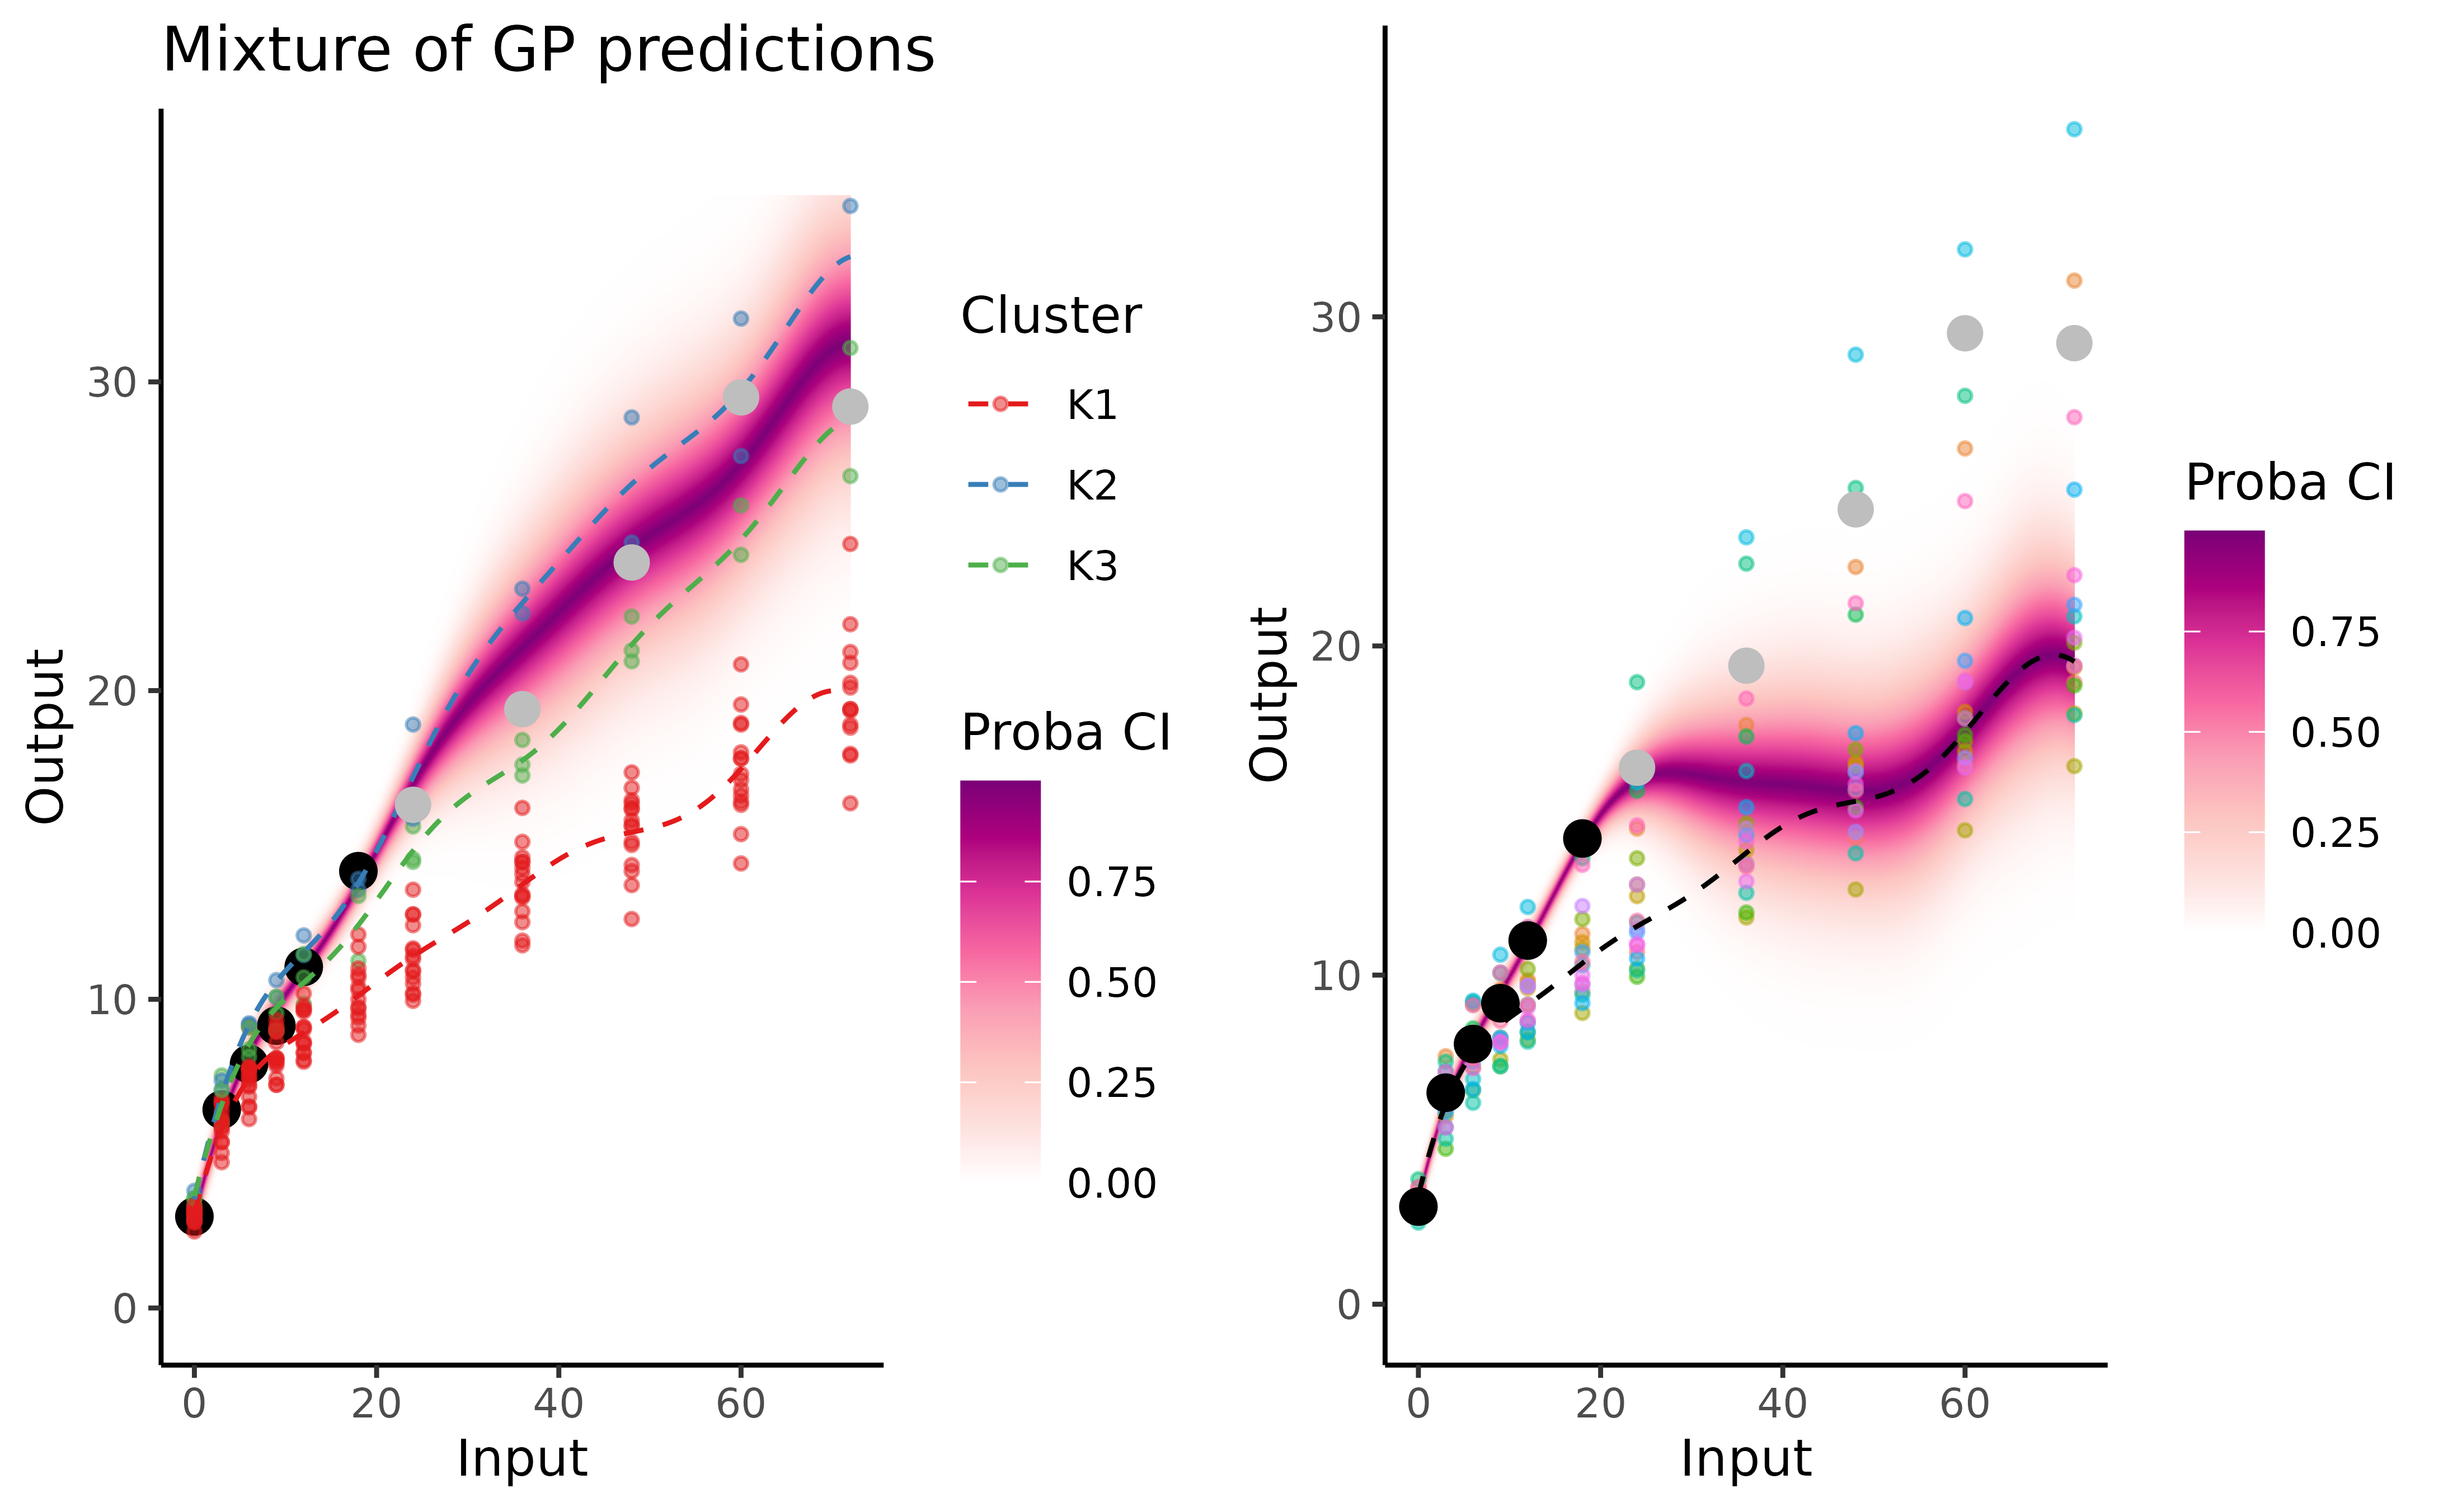 Mixture of GP predictions
Output
30
20
10
0
0 20 40 60
Input
Cluster
K1
K2
K3
Proba CI
0.75
0.50
0.25
0.00
Output
30
20
10
0
0 20 40 60
Input
Proba CI
0.75
0.50
0.25
0.00